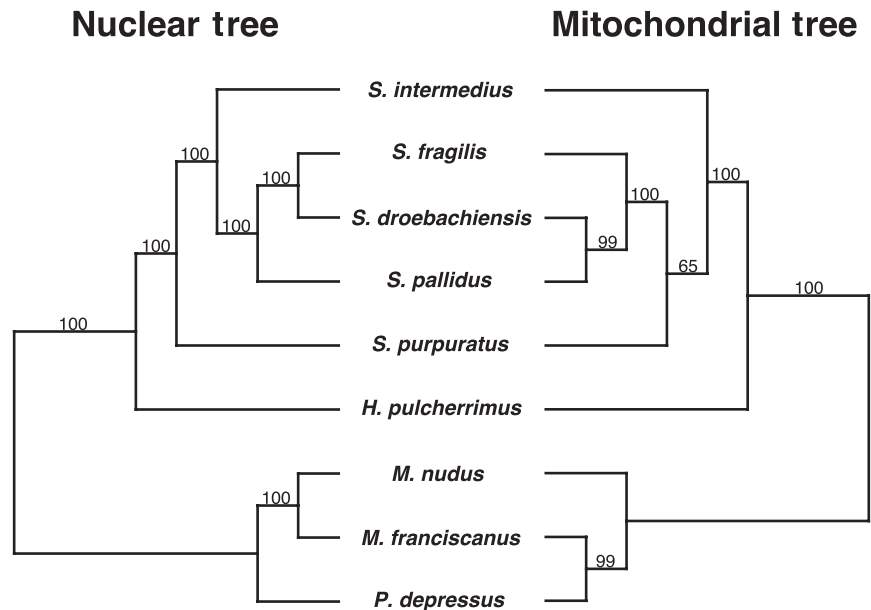 Nuclear tree
Mitochondrial tree
S. intermedius
S. fragilis
S. droebachiensis
S. pallidus
S. purpuratus
H. pulcherrimus
M. nudus
M. franciscanus
P. depressus
100
100
100
100
100
100
100
99
65
100
100
99